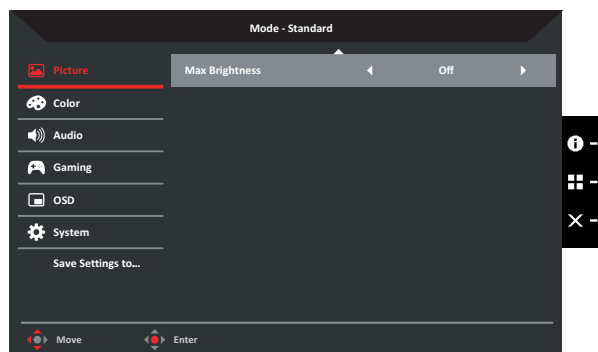 Mode - Standard
Picture
Max Brightness
Off
Color
Audio
Gaming
OSD
System
Save Settings to...
Move
Enter